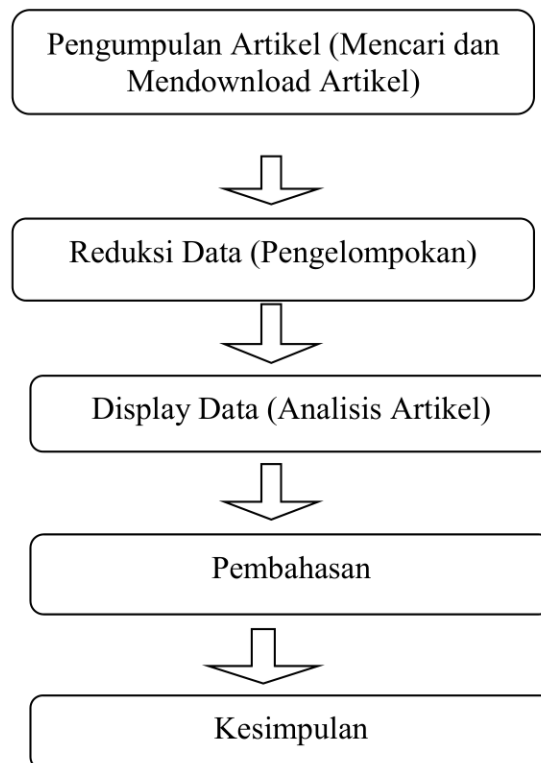 Pengumpulan Artikel (Mencari dan
Mendownload Artikel)
Reduksi Data (Pengelompokan)
Display Data (Analisis Artikel)
Pembahasan
Kesimpulan